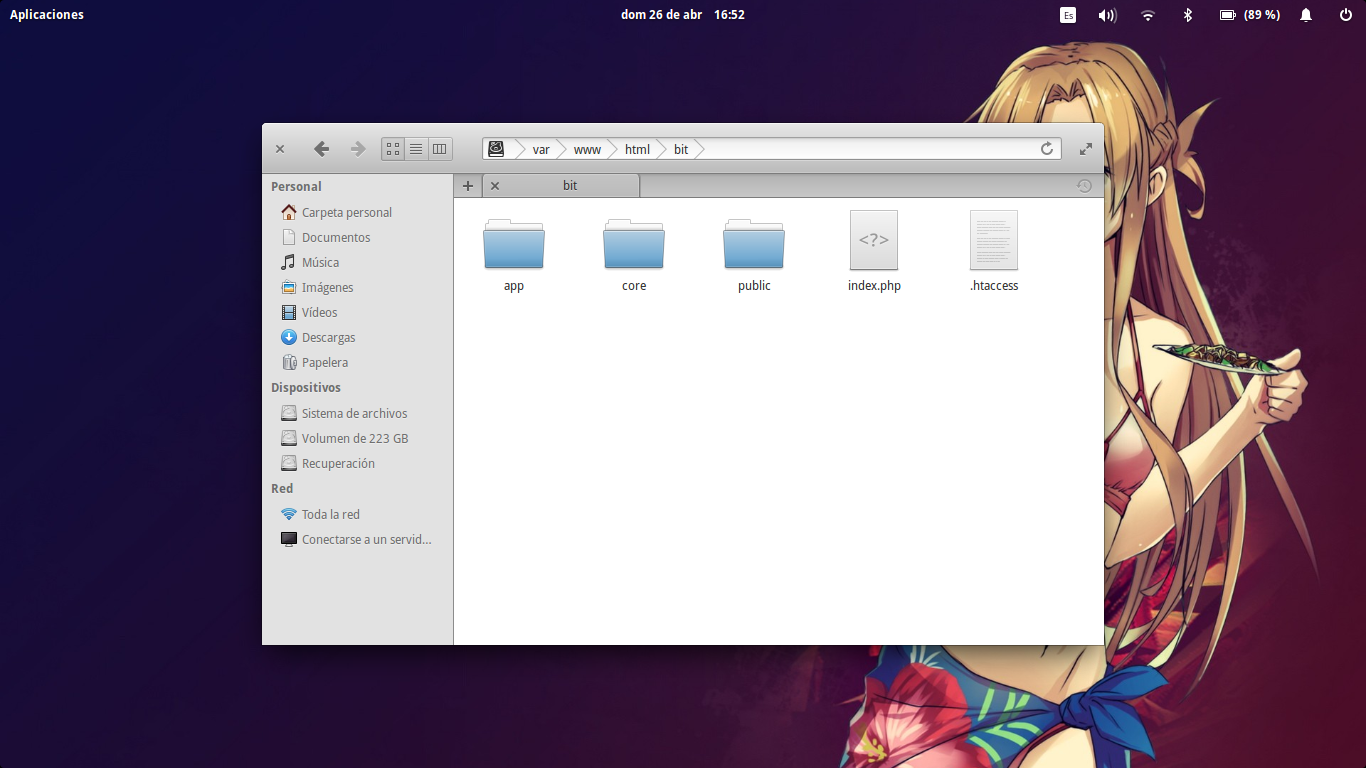 Aplicaciones
dom 26 de abr 16:52
Es
(89 %)
var www html bit
bit
Personal
Carpeta personal
Documentos
Música
Imágenes
Vídeos
Descargas
Papelera
Dispositivos
Sistema de archivos
Volumen de 223 GB
Recuperación
Red
Toda la red
Conectarse a un servid...
<?>
app core public index.php .htaccess